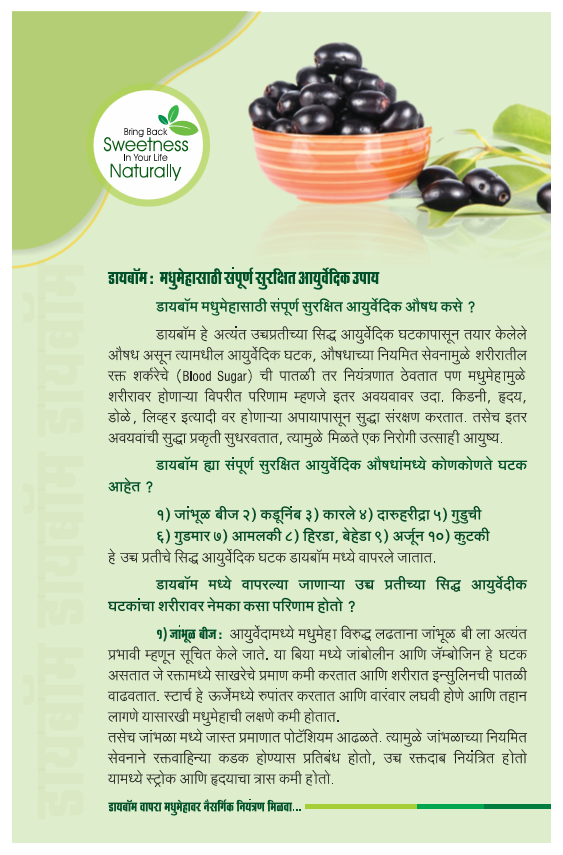 Bring Back
Sweetness
In Your Life
Naturally
डायबॉम : मधुमेहासाठी संपूर्ण सुरक्षित आयुर्वेदिक उपाय
डायबॉम मधुमेहासाठी संपूर्ण सुरक्षित आयुर्वेदिक औषध कसे ?
डायबॉम हे अत्यंत उच्चप्रतीच्या सिद्ध आयुर्वेदिक घटकापासून तयार केलेले
औषध असून त्यामधील आयुर्वेदिक घटक, औषधाच्या नियमित सेवनामुळे शरीरातील
रक्त शर्करेचे (Blood Sugar) ची पातळी तर नियंत्रणात ठेवतात पण मधुमेहामुळे
शरीरावर होणाऱ्या विपरीत परिणाम म्हणजे इतर अवयवावर उदा. किडनी, हृदय,
डोळे, लिव्हर इत्यादी वर होणाऱ्या अपायापासून सुद्धा संरक्षण करतात. तसेच इतर
अवयवांची सुद्धा प्रकृती सुधरवतात, त्यामुळे मिळते एक निरोगी उत्साही आयुष्य.
डायबॉम ह्या संपूर्ण सुरक्षित आयुर्वेदिक औषधांमध्ये कोणकोणते घटक
आहेत ?
१) जांभूळ बीज २) कडूनिंब ३) कारले ४) दारुहरीद्रा ५) गुडुची
६) गुडमार ७) आमलकी ८) हिरडा, बेहेडा ९) अर्जून १०) कुटकी
हे उच्च प्रतीचे सिद्ध आयुर्वेदिक घटक डायबॉम मध्ये वापरले जातात.
डायबॉम मध्ये वापरल्या जाणाऱ्या उच्च प्रतीच्या सिद्ध आयुर्वेदीक
घटकांचा शरीरावर नेमका कसा परिणाम होतो ?
१) जांभूळ बीज : आयुर्वेदामध्ये मधुमेहा विरुद्ध लढताना जांभूळ बी ला अत्यंत
प्रभावी म्हणून सूचित केले जाते. या बिया मध्ये जांबोलीन आणि जॅम्बोजिन हे घटक
असतात जे रक्तामध्ये साखरेचे प्रमाण कमी करतात आणि शरीरात इन्सुलिनची पातळी
वाढवतात. स्टार्च हे ऊर्जेमध्ये रुपांतर करतात आणि वारंवार लघवी होणे आणि तहान
लागणे यासारखी मधुमेहाची लक्षणे कमी होतात.
तसेच जांभळा मध्ये जास्त प्रमाणात पोटॅशियम आढळते. त्यामुळे जांभळाच्या नियमित
सेवनाने रक्तवाहिन्या कडक होण्यास प्रतिबंध होतो, उच्च रक्तदाब नियंत्रित होतो
यामध्ये स्ट्रोक आणि हृदयाचा त्रास कमी होतो.
डायबॉम वापरा मधुमेहावर नैसर्गिक नियंत्रण मिळवा...
डायबॉम डायबॉम डायबॉम